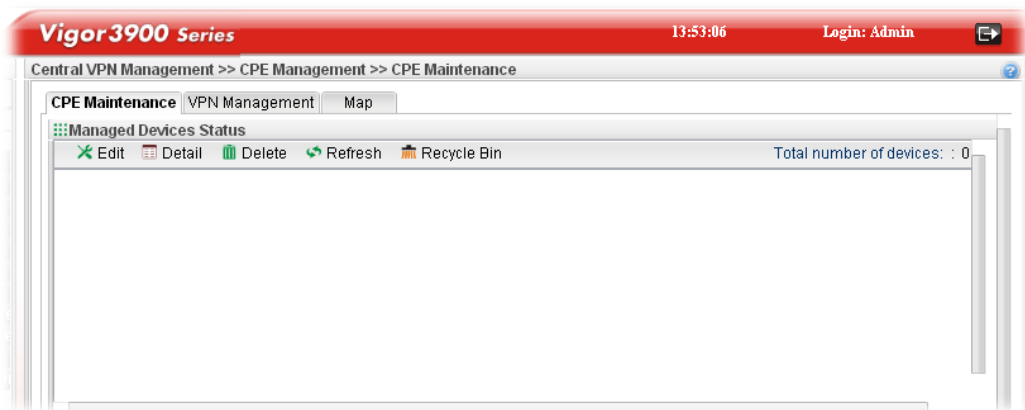 Vigor3900 Series 13:53:06 Login: Admin
Central VPN Management >> CPE Management >> CPE Maintenance
CPE Maintenance VPN Management Map
Managed Devices Status
Edit Detail Delete Refresh Recycle Bin Total number of devices: : 0